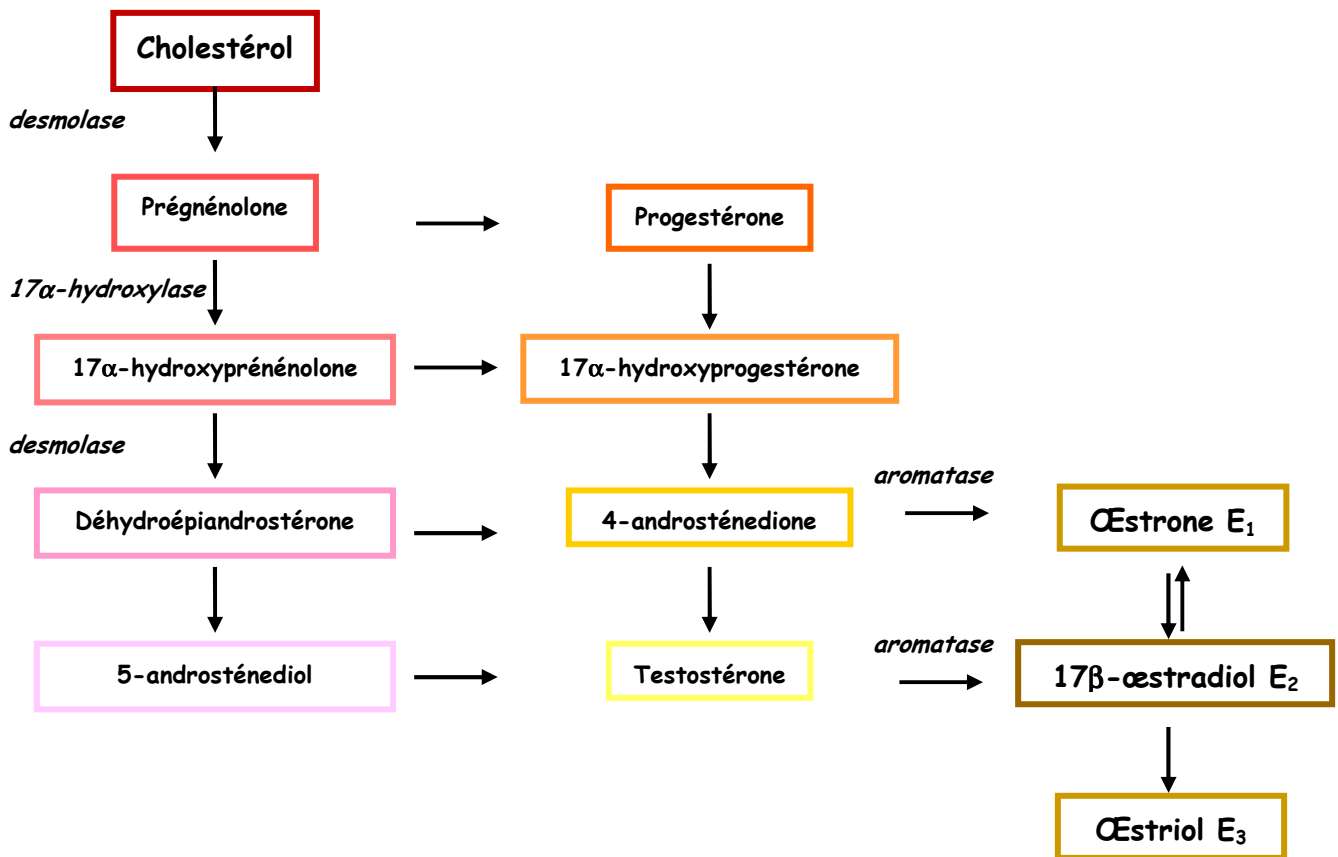 Cholestérol
desmolase
Prégnénolone
Progestérone
17α-hydroxylase
17α-hydroxyprénénolone
17α-hydroxyprogestérone
desmolase
aromatase
Déhydroépiandrostérone
4-androsténedione
Œstrone E₁
aromatase
5-androsténediol
Testostérone
17β-œstradiol E₂
Œstriol E₃